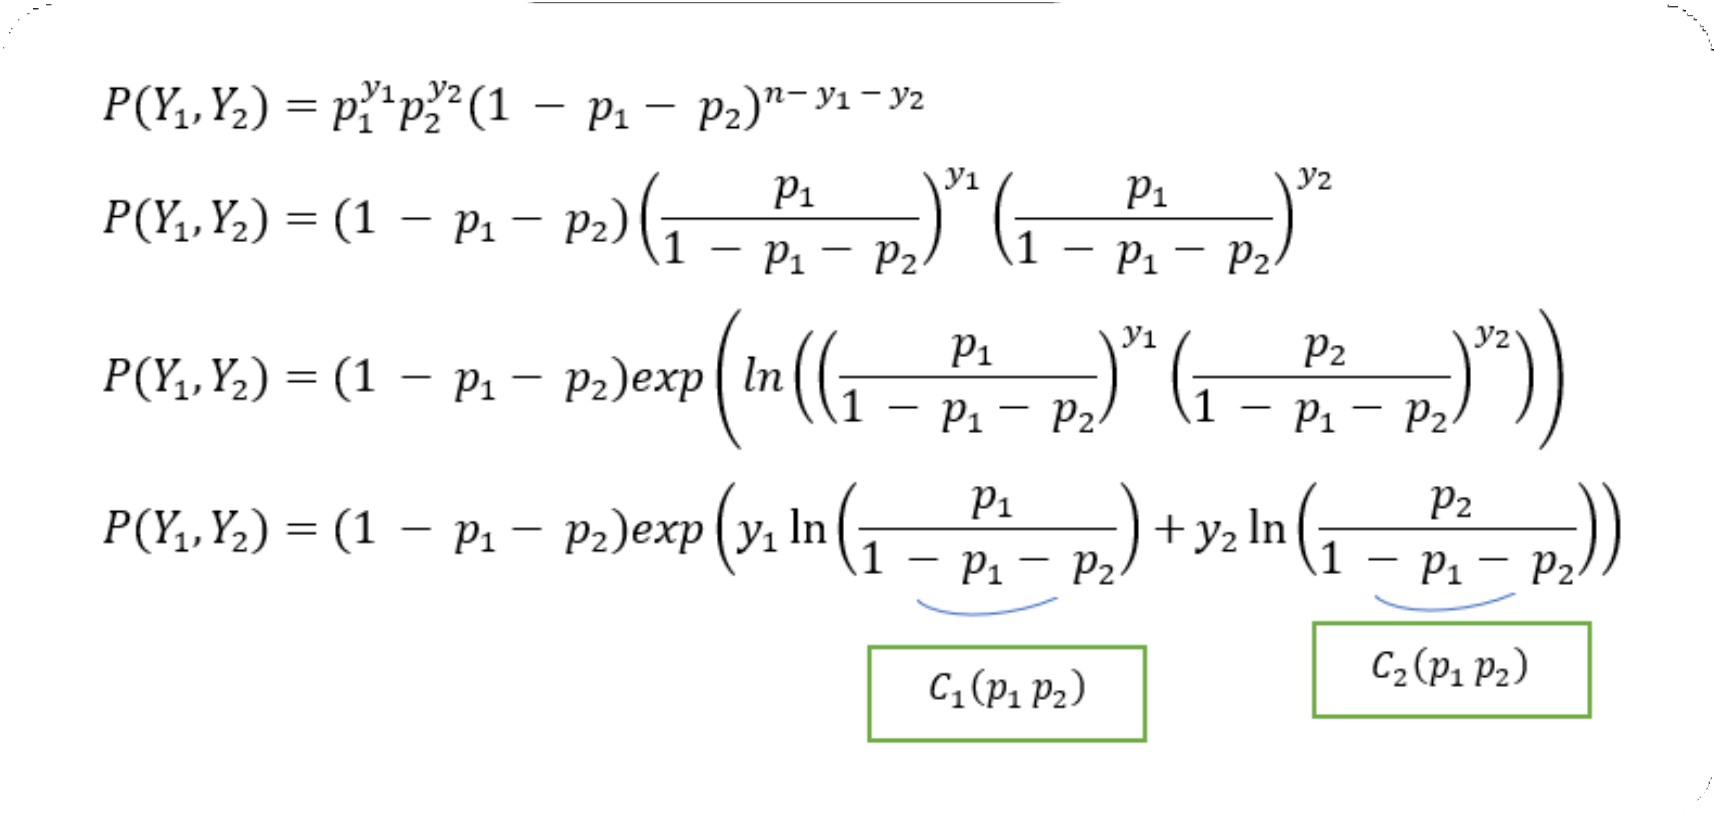 P(Y₁, Y₂) = p₁^{y₁} p₂^{y₂} (1 − p₁ − p₂)^{n− y₁ − y₂}
P(Y₁, Y₂) = (1 − p₁ − p₂) (p₁ / (1 − p₁ − p₂))^{y₁} (p₁ / (1 − p₁ − p₂))^{y₂}
P(Y₁, Y₂) = (1 − p₁ − p₂)exp (ln ((p₁ / (1 − p₁ − p₂))^{y₁} (p₂ / (1 − p₁ − p₂))^{y₂}))
P(Y₁, Y₂) = (1 − p₁ − p₂)exp (y₁ ln (p₁ / (1 − p₁ − p₂)) + y₂ ln (p₂ / (1 − p₁ − p₂)))
C₁(p₁ p₂)
C₂(p₁ p₂)